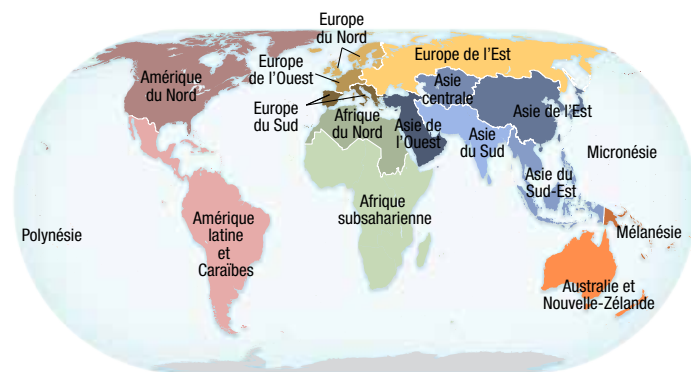 Europe
du Nord
Europe
de l'Ouest
Europe de l'Est
Amérique
du Nord
Asie
centrale
Europe
du Sud
Afrique
du Nord
Asie de
l'Ouest
Asie de l'Est
Asie
du Sud
Micronésie
Asie du
Sud-Est
Afrique
subsaharienne
Amérique
latine
et
Caraïbes
Polynésie
Mélanésie
Australie et
Nouvelle-Zélande